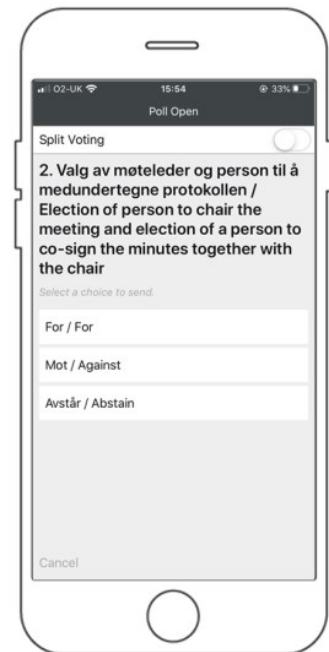 O2-UK 15:54 33%
Poll Open
Split Voting
2. Valg av møteleder og person til å
medundertegne protokollen /
Election of person to chair the
meeting and election of a person to
co-sign the minutes together with
the chair
Select a choice to send.
For / For
Mot / Against
Avstår / Abstain
Cancel